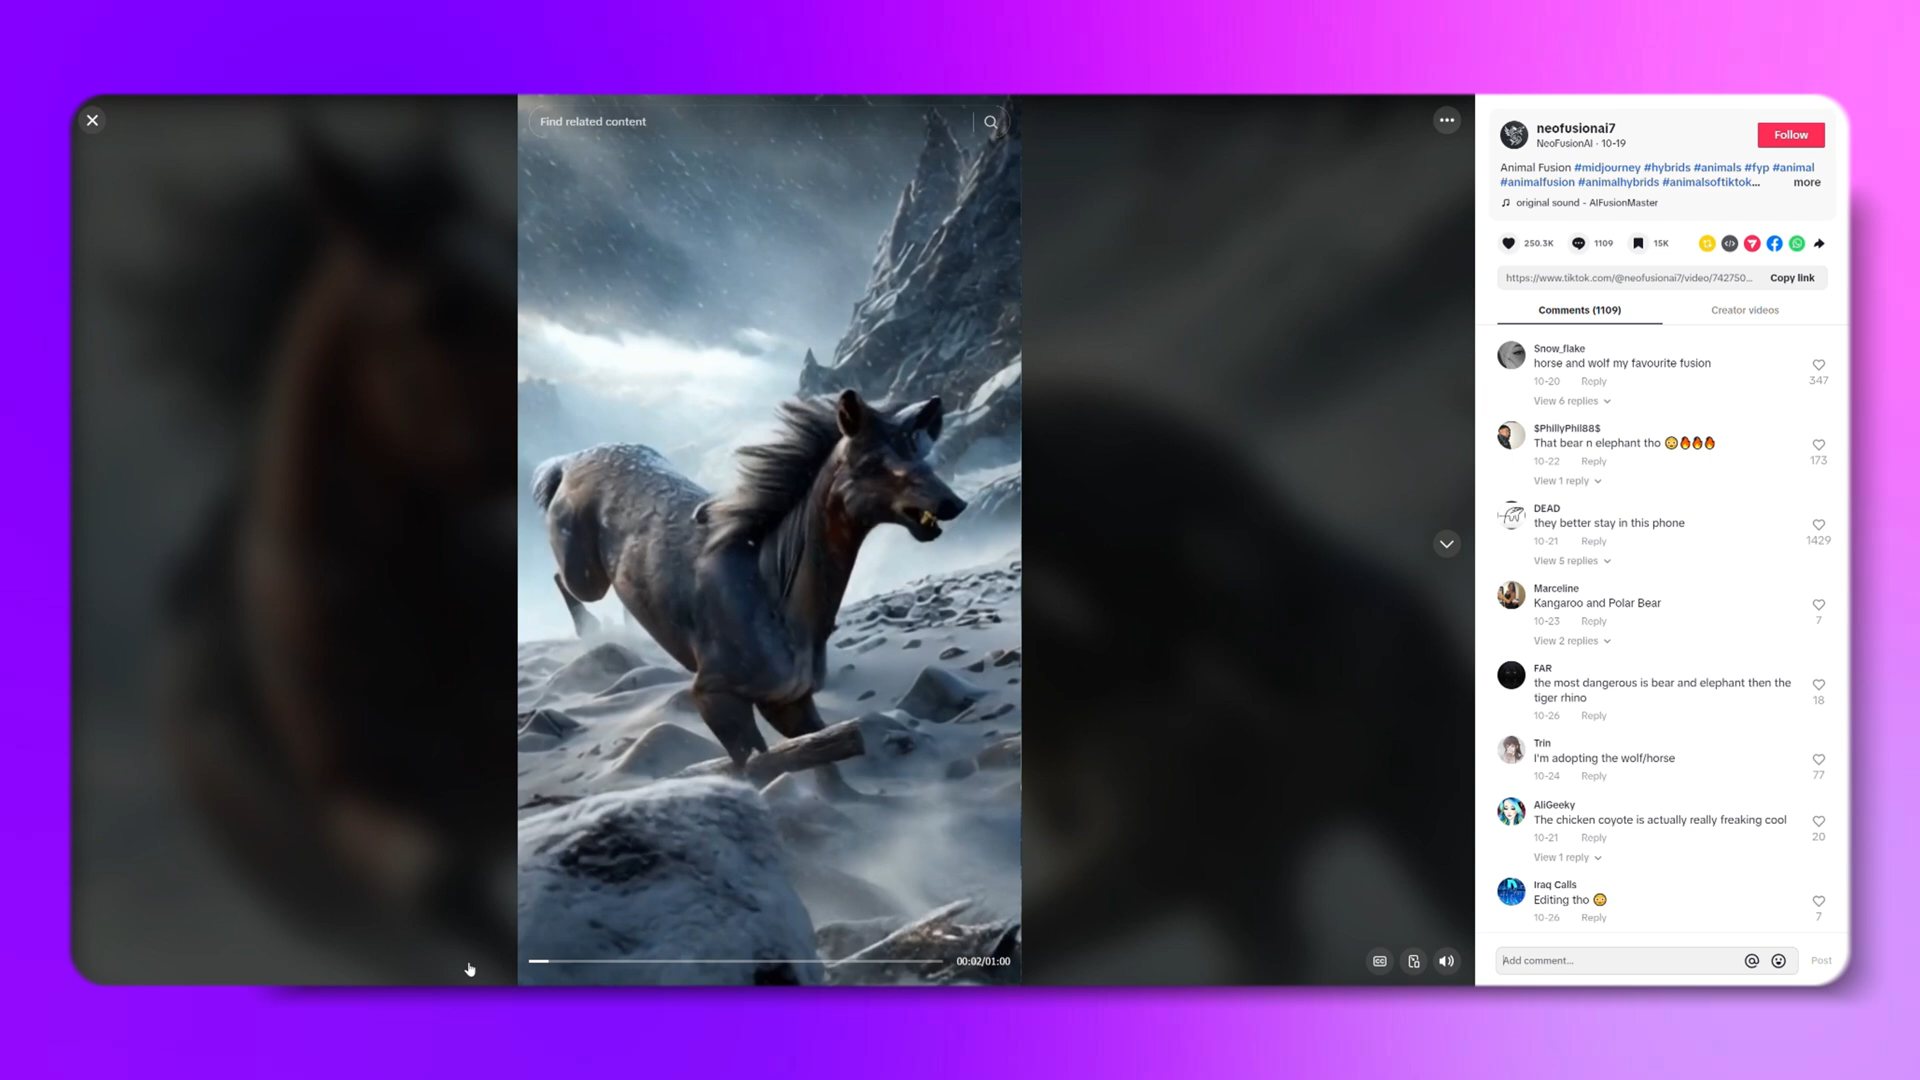 Find related content
neofusionai7
NeoFusionAI · 10-19
Follow
Animal Fusion #midjourney #hybrids #animals #fyp #animal
#animalfusion #animalhybrids #animalsoftiktok...
more
original sound - AIFusionMaster
250.3K
1109
15K
https://www.tiktok.com/@neofusionai7/video/742750...
Copy link
Comments (1109)
Creator videos
Snow_flake
horse and wolf my favourite fusion
347
10-20 Reply
View 6 replies
$PhillyPhil88$
That bear n elephant tho 😳🔥🔥🔥
173
10-22 Reply
View 1 reply
DEAD
they better stay in this phone
1429
10-21 Reply
View 5 replies
Marceline
Kangaroo and Polar Bear
7
10-23 Reply
View 2 replies
FAR
the most dangerous is bear and elephant then the
tiger rhino
18
10-26 Reply
Trin
I'm adopting the wolf/horse
77
10-24 Reply
AliGeeky
The chicken coyote is actually really freaking cool
20
10-21 Reply
View 1 reply
Iraq Calls
Editing tho 😳
7
10-26 Reply
00:02/01:00
Add comment...
Post